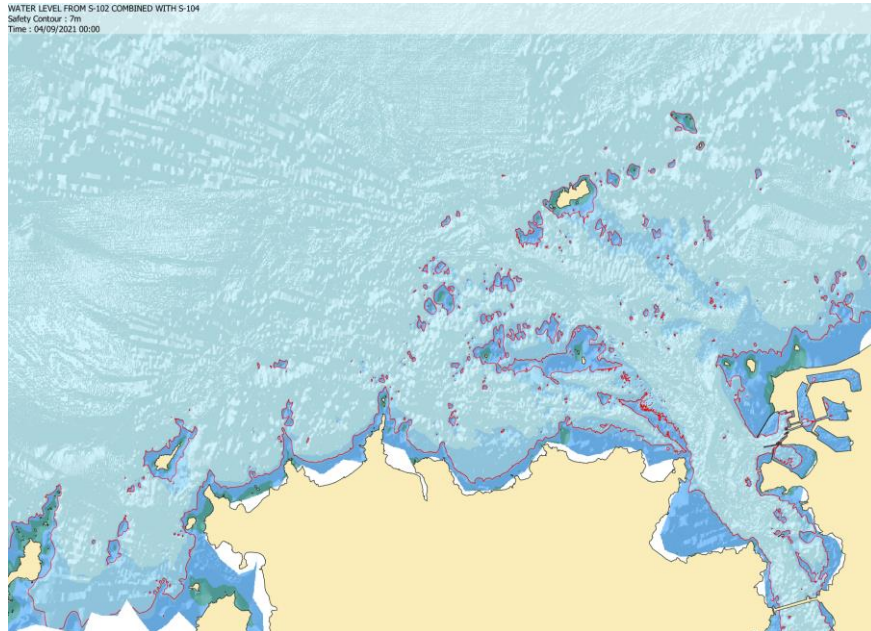 WATER LEVEL FROM S-102 COMBINED WITH S-104
Safety Contour : 7m
Time : 04/09/2021 00:00